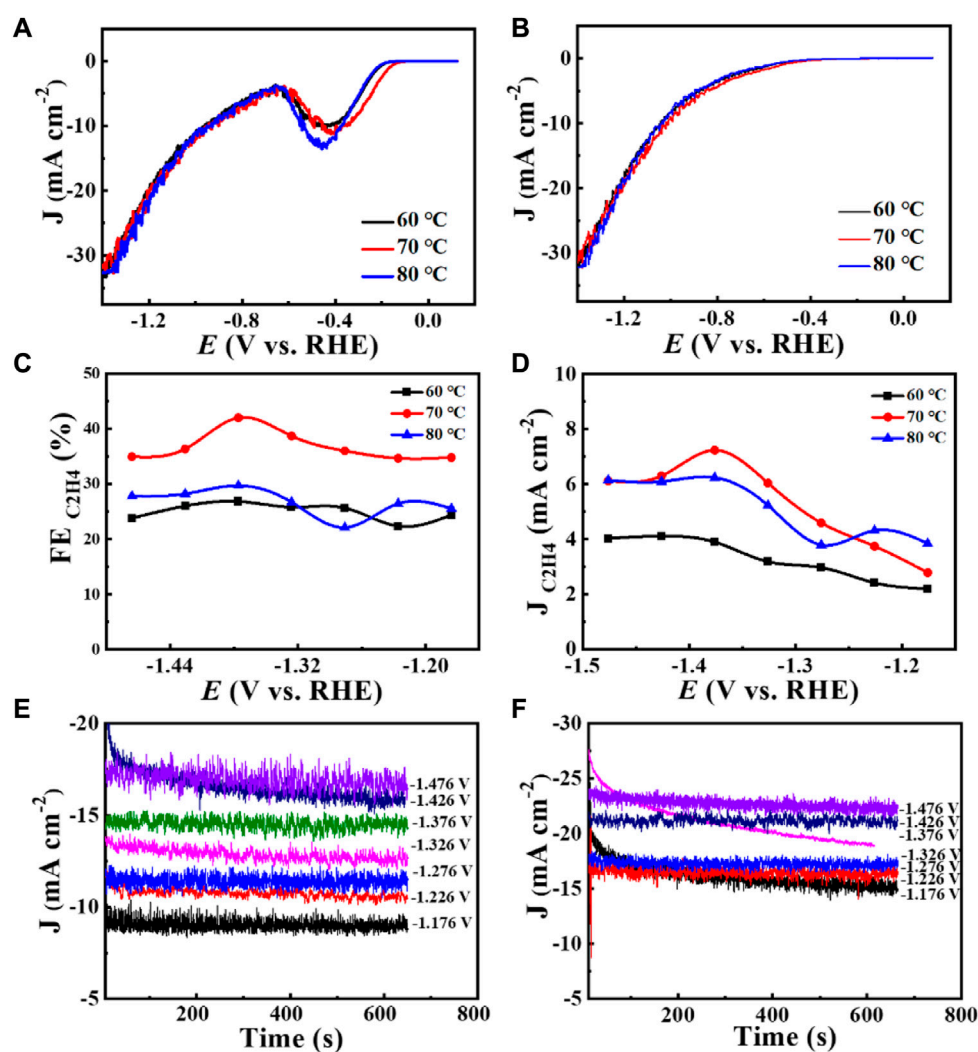 A
0
-10
-20
-30
J (mA cm⁻²)
60 °C
70 °C
80 °C
-1.2
-0.8
-0.4
0.0
E (V vs. RHE)
B
0
-10
-20
-30
J (mA cm⁻²)
60 °C
70 °C
80 °C
-1.2
-0.8
-0.4
0.0
E (V vs. RHE)
C
50
40
30
20
10
0
FE C2H4 (%)
60 °C
70 °C
80 °C
-1.44
-1.32
-1.20
E (V vs. RHE)
D
10
8
6
4
2
0
J C2H4 (mA cm⁻²)
60 °C
70 °C
80 °C
-1.5
-1.4
-1.3
-1.2
E (V vs. RHE)
E
-20
-15
-10
-5
J (mA cm⁻²)
-1.476 V
-1.426 V
-1.376 V
-1.326 V
-1.276 V
-1.226 V
-1.176 V
200
400
600
800
Time (s)
F
-30
-25
-20
-15
-10
-5
J (mA cm⁻²)
-1.476 V
-1.426 V
-1.376 V
-1.326 V
-1.276 V
-1.226 V
-1.176 V
200
400
600
800
Time (s)